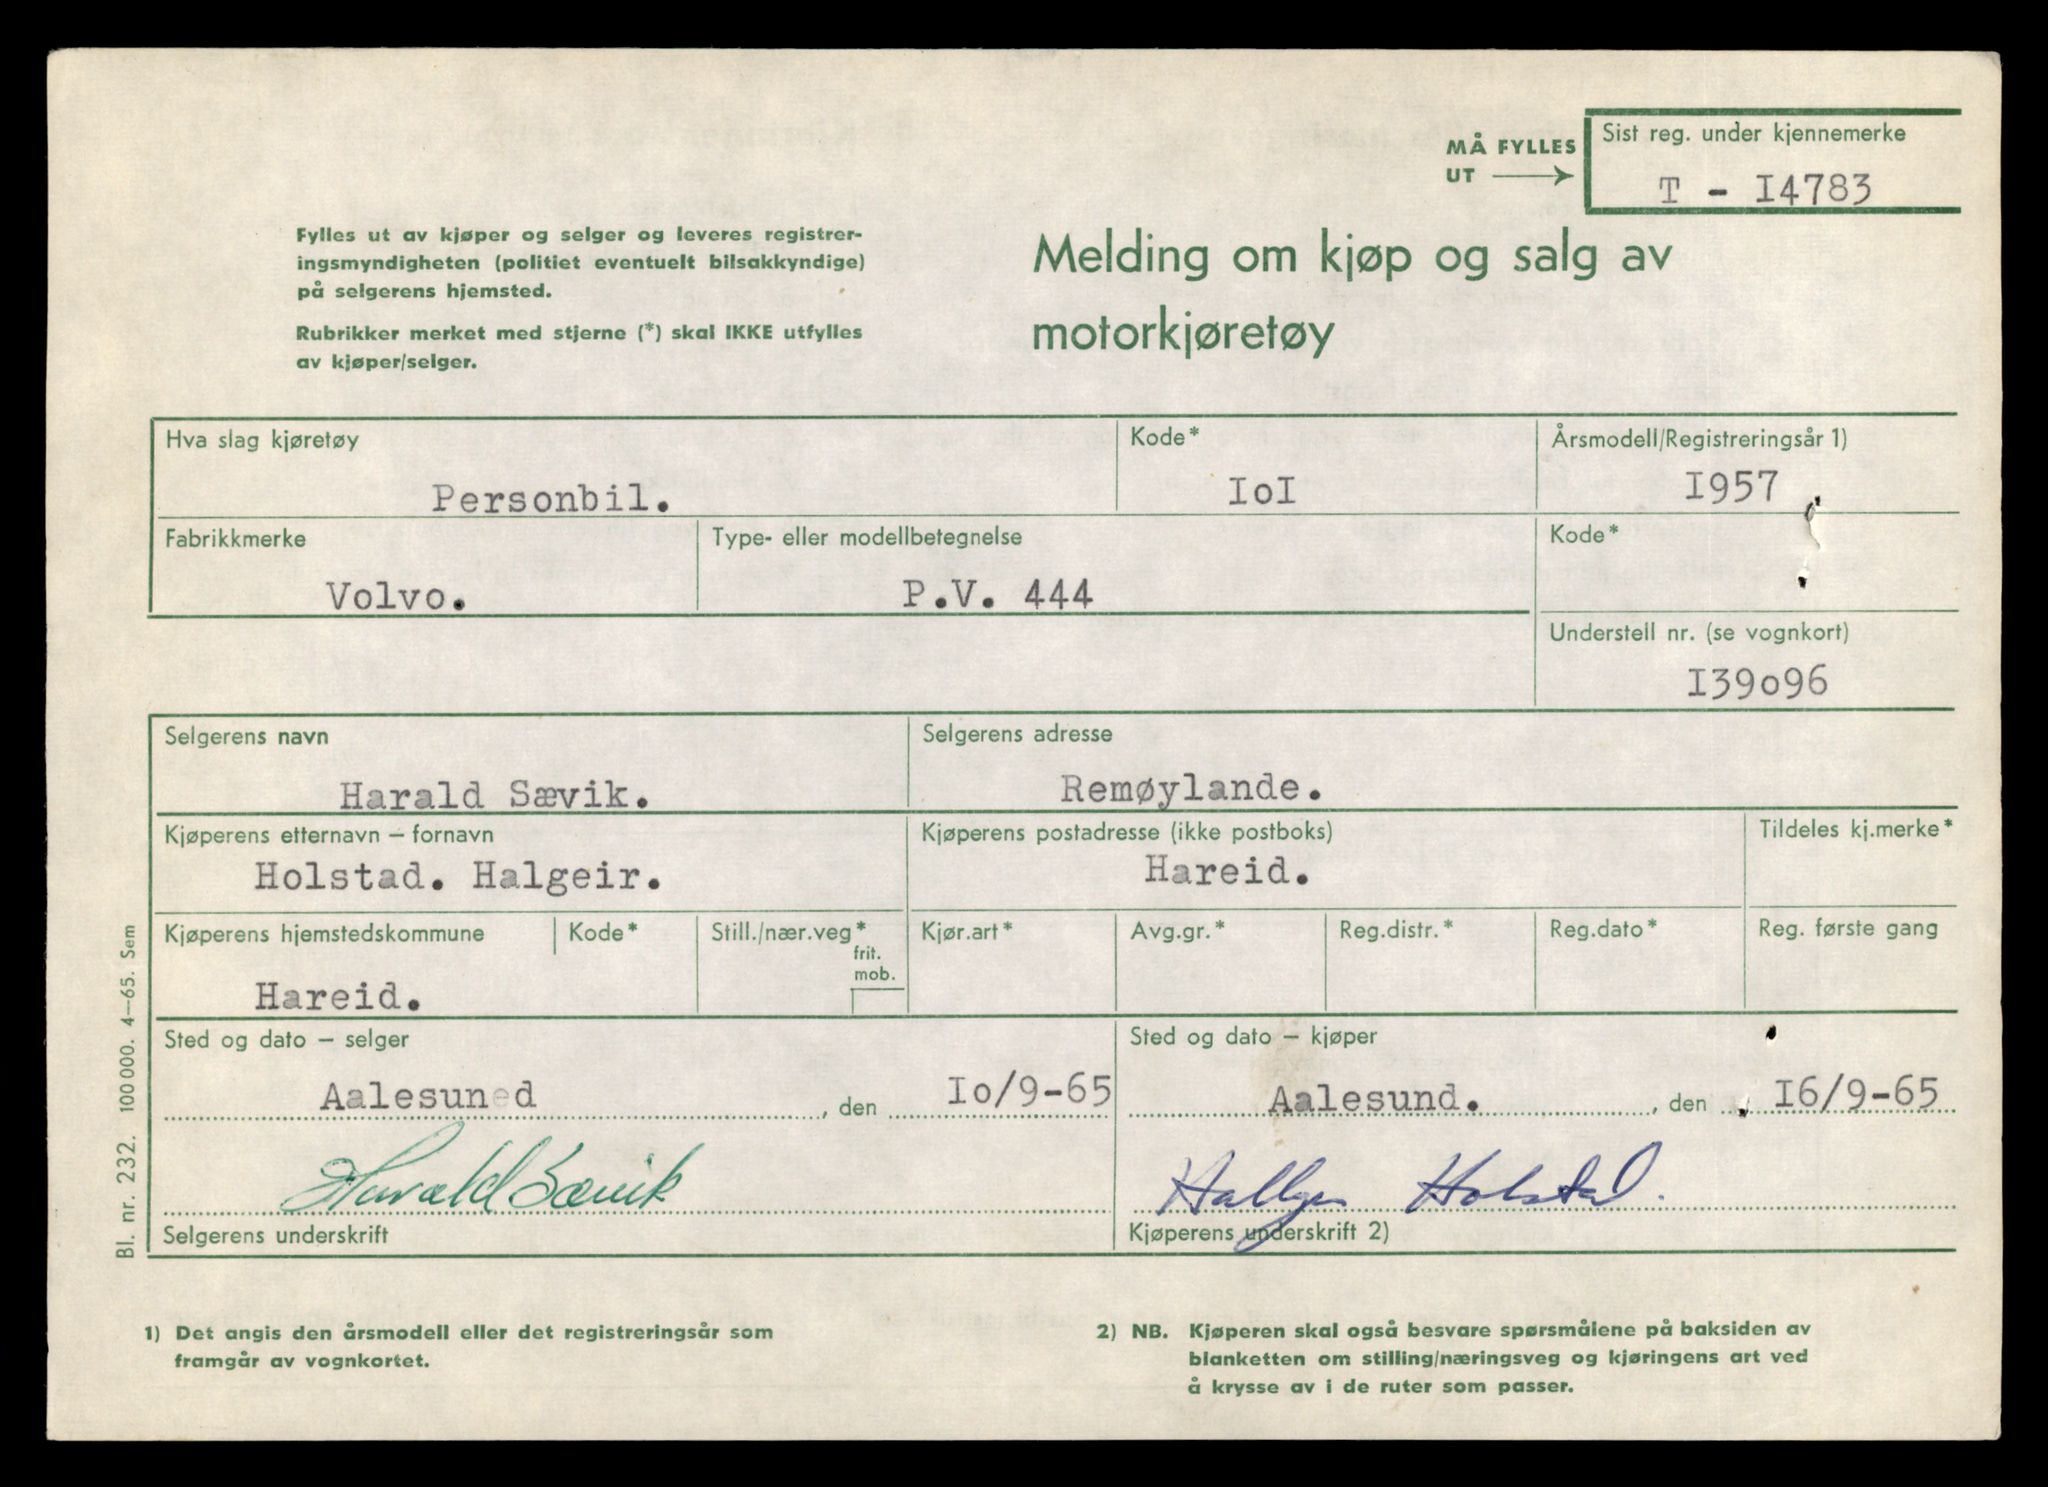 MÅ FYLLES
UT
Sist reg. under kjennemerke
T - I4783
Fylles ut av kjøper og selger og leveres registrer-
ingsmyndigheten (politiet eventuelt bilsakkyndige)
på selgerens hjemsted.
Rubrikker merket med stjerne (*) skal IKKE utfylles
av kjøper/selger.
Melding om kjøp og salg av
motorkjøretøy
Hva slag kjøretøy
Personbil.
Kode*
IoI
Årsmodell/Registreringsår 1)
I957
Fabrikkmerke
Volvo.
Type- eller modellbetegnelse
P.V. 444
Kode*
Understell nr. (se vognkort)
I39o96
Selgerens navn
Harald Sævik.
Selgerens adresse
Remøylande.
Kjøperens etternavn – fornavn
Holstad. Halgeir.
Kjøperens postadresse (ikke postboks)
Hareid.
Tildeles kj.merke*
Kjøperens hjemstedskommune
Hareid.
Kode*
Still./nær.veg*
frit.
mob.
Kjør.art*
Avg.gr.*
Reg.distr.*
Reg.dato*
Reg. første gang
Sted og dato – selger
Aalesuned , den Io/9-65
Harald Sævik
Selgerens underskrift
Sted og dato – kjøper
Aalesund. , den I6/9-65
Holstad.
Kjøperens underskrift 2)
Bl. nr. 232. 100 000. 4–65. Sem
1) Det angis den årsmodell eller det registreringsår som
framgår av vognkortet.
2) NB. Kjøperen skal også besvare spørsmålene på baksiden av
blanketten om stilling/næringsveg og kjøringens art ved
å krysse av i de ruter som passer.